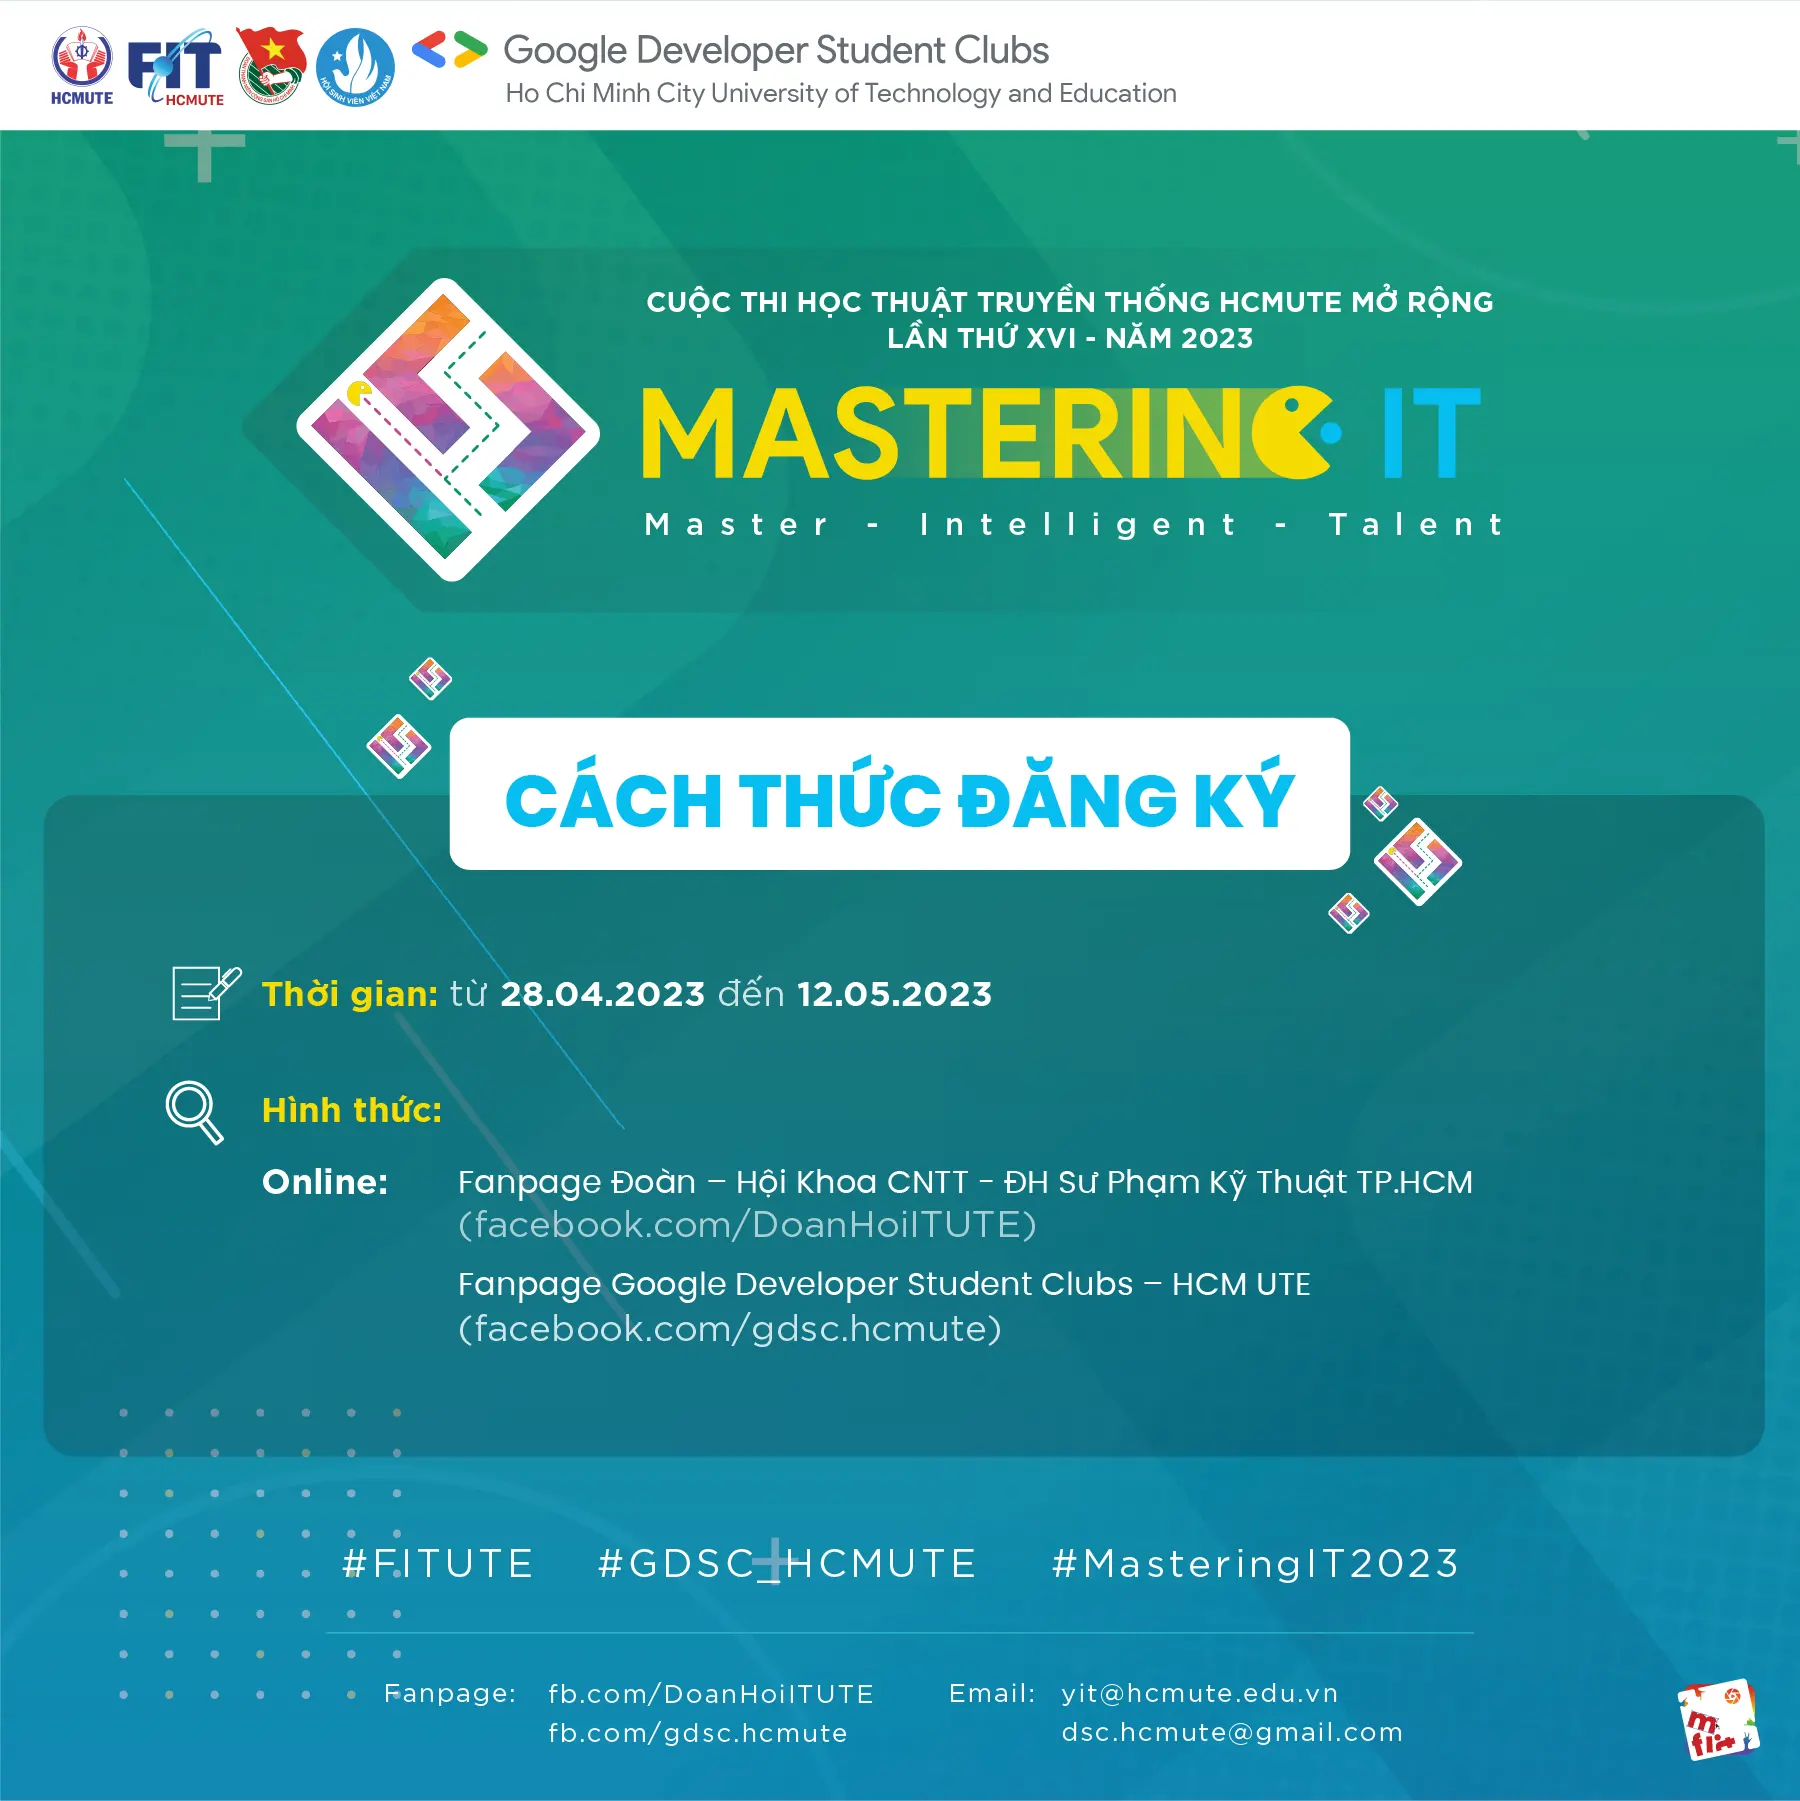 HCMUTE
FIT
HCMUTE
HỘI SINH VIÊN VIỆT NAM
Google Developer Student Clubs
Ho Chi Minh City University of Technology and Education
CUỘC THI HỌC THUẬT TRUYỀN THỐNG HCMUTE MỞ RỘNG
LẦN THỨ XVI - NĂM 2023
MASTERING IT
Master - Intelligent - Talent
CÁCH THỨC ĐĂNG KÝ
Thời gian: từ 28.04.2023 đến 12.05.2023
Hình thức:
Online: Fanpage Đoàn – Hội Khoa CNTT - ĐH Sư Phạm Kỹ Thuật TP.HCM
(facebook.com/DoanHoiITUTE)
Fanpage Google Developer Student Clubs – HCM UTE
(facebook.com/gdsc.hcmute)
#FITUTE #GDSC_HCMUTE #MasteringIT2023
Fanpage: fb.com/DoanHoiITUTE Email: yit@hcmute.edu.vn
fb.com/gdsc.hcmute dsc.hcmute@gmail.com